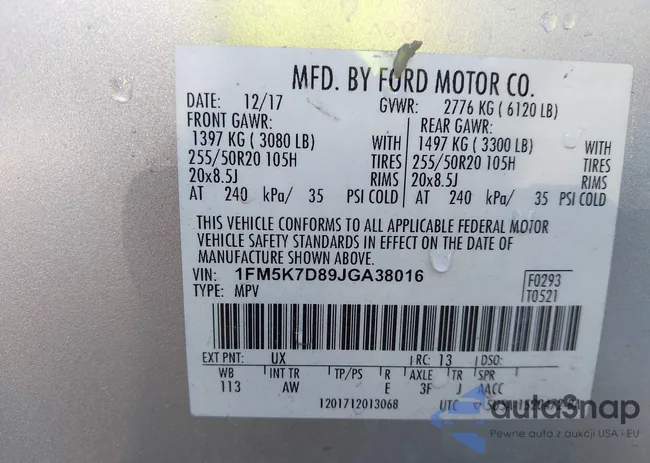 MFD. BY FORD MOTOR CO.
DATE: 12/17 GVWR: 2776 KG ( 6120 LB)
FRONT GAWR: REAR GAWR:
1397 KG ( 3080 LB) WITH 1497 KG ( 3300 LB) WITH
255/50R20 105H TIRES 255/50R20 105H TIRES
20x8.5J RIMS 20x8.5J RIMS
AT 240 kPa/ 35 PSI COLD AT 240 kPa/ 35 PSI COLD
THIS VEHICLE CONFORMS TO ALL APPLICABLE FEDERAL MOTOR
VEHICLE SAFETY STANDARDS IN EFFECT ON THE DATE OF
MANUFACTURE SHOWN ABOVE.
VIN: 1FM5K7D89JGA38016
TYPE: MPV
F0293
T0521
EXT PNT: UX RC: 13 DSO:
WB INT TR TP/PS R AXLE TR SPR
113 AW E 3F J AACC
1201712013068 UTC
autoSnap
Pewne auta z aukcji USA i EU